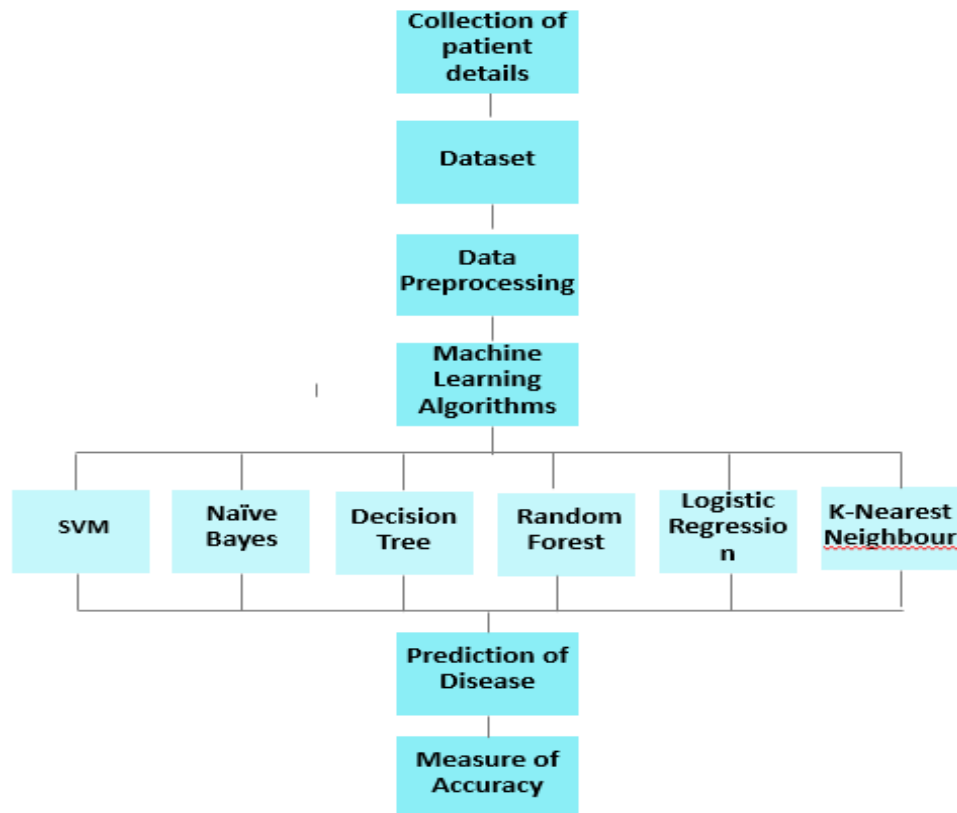 Collection of
patient
details
Dataset
Data
Preprocessing
Machine
Learning
Algorithms
SVM
Naïve
Bayes
Decision
Tree
Random
Forest
Logistic
Regressio
n
K-Nearest
Neighbour
Prediction of
Disease
Measure of
Accuracy